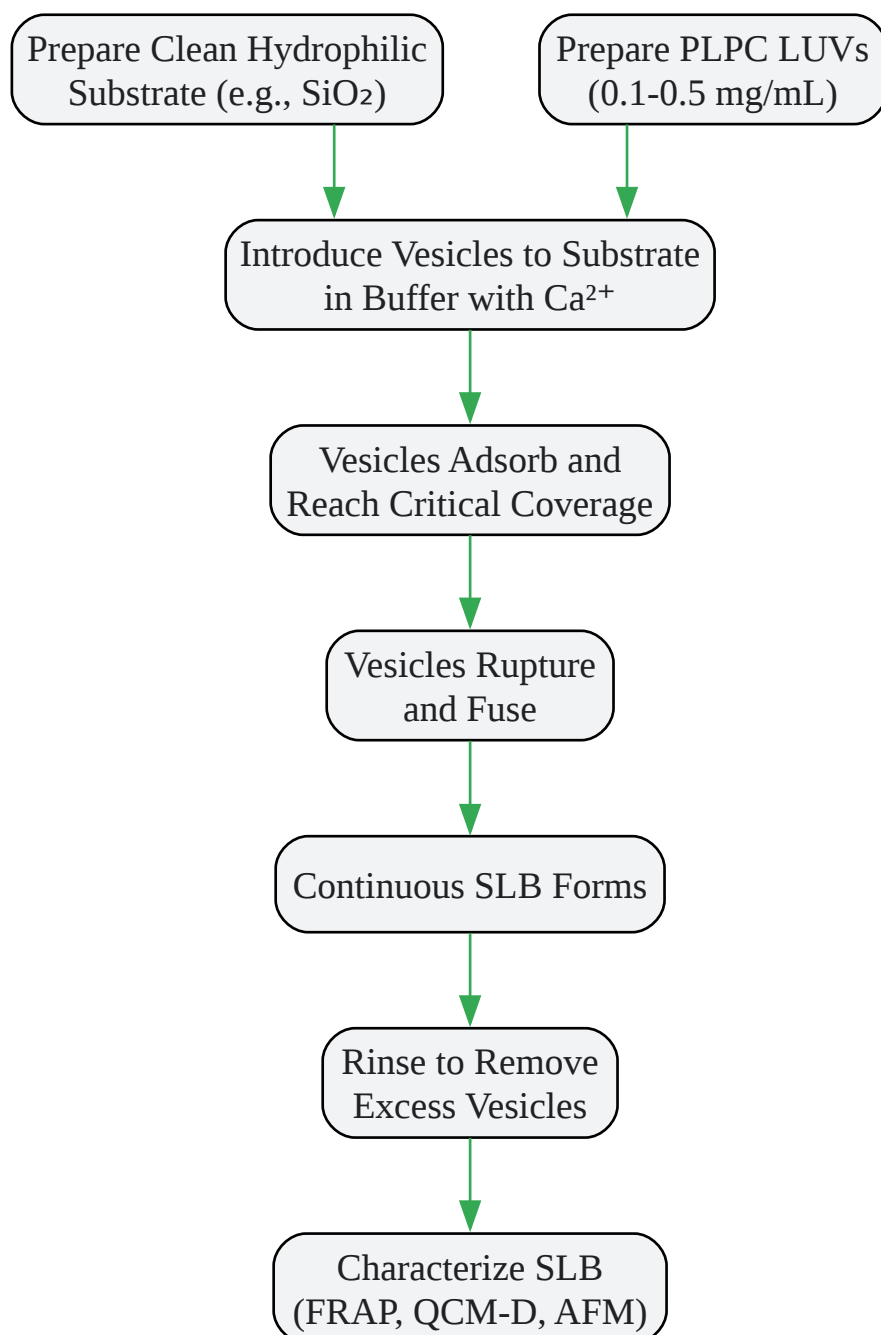 Prepare Clean Hydrophilic
Substrate (e.g., SiO₂)
Prepare PLPC LUVs
(0.1-0.5 mg/mL)
Introduce Vesicles to Substrate
in Buffer with Ca²⁺
Vesicles Adsorb and
Reach Critical Coverage
Vesicles Rupture
and Fuse
Continuous SLB Forms
Rinse to Remove
Excess Vesicles
Characterize SLB
(FRAP, QCM-D, AFM)